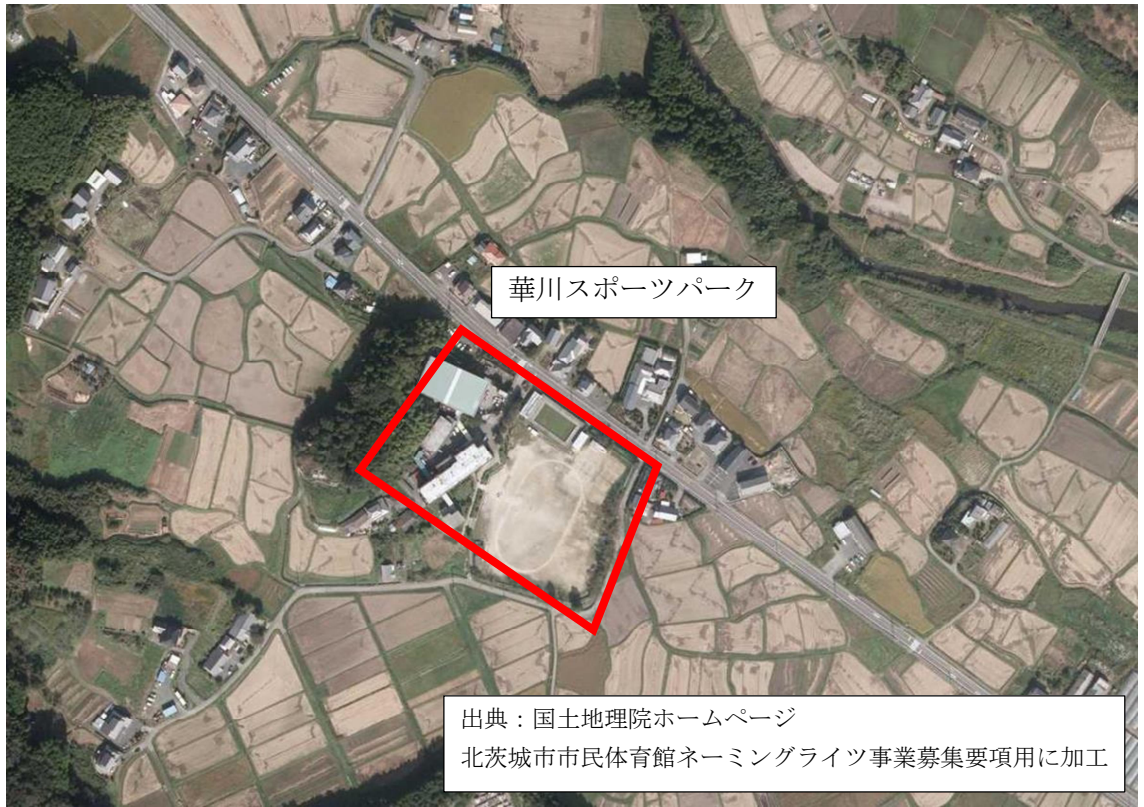 華川スポーツパーク
出典：国土地理院ホームページ
北茨城市市民体育館ネーミングライツ事業募集要項用に加工